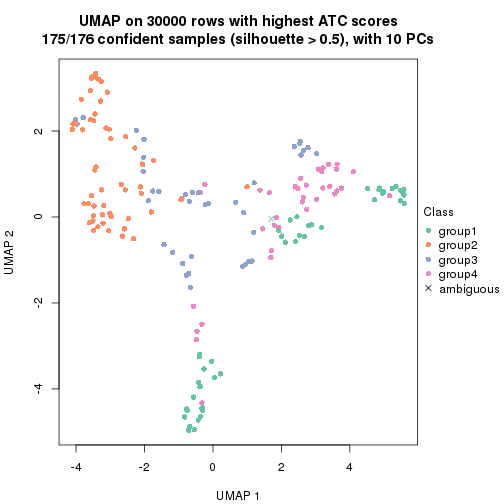 UMAP on 30000 rows with highest ATC scores
175/176 confident samples (silhouette > 0.5), with 10 PCs
2
0
-2
-4
UMAP 2
-4
-2
0
2
4
UMAP 1
Class
group1
group2
group3
group4
ambiguous